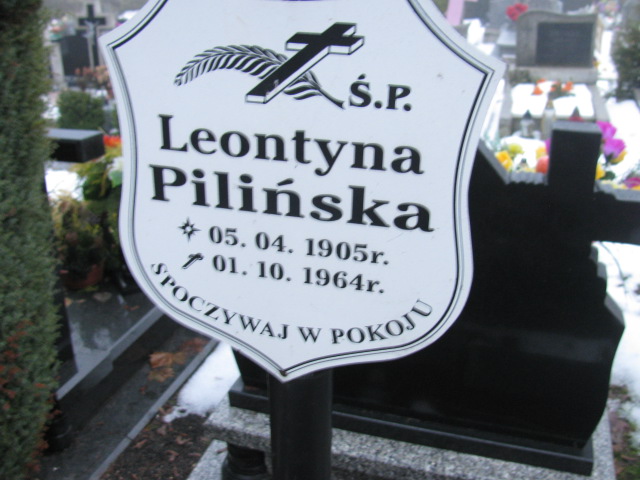 Ś.P.
Leontyna
Pilińska
05. 04. 1905r.
01. 10. 1964r.
SPOCZYWAJ W POKOJU